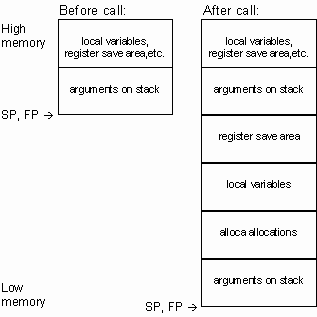 Before call:
After call:
High
memory
local variables,
register save area,etc.
local variables,
register save area,etc.
arguments on stack
arguments on stack
SP, FP →
register save area
local variables
alloca allocations
arguments on stack
Low
memory
SP, FP →